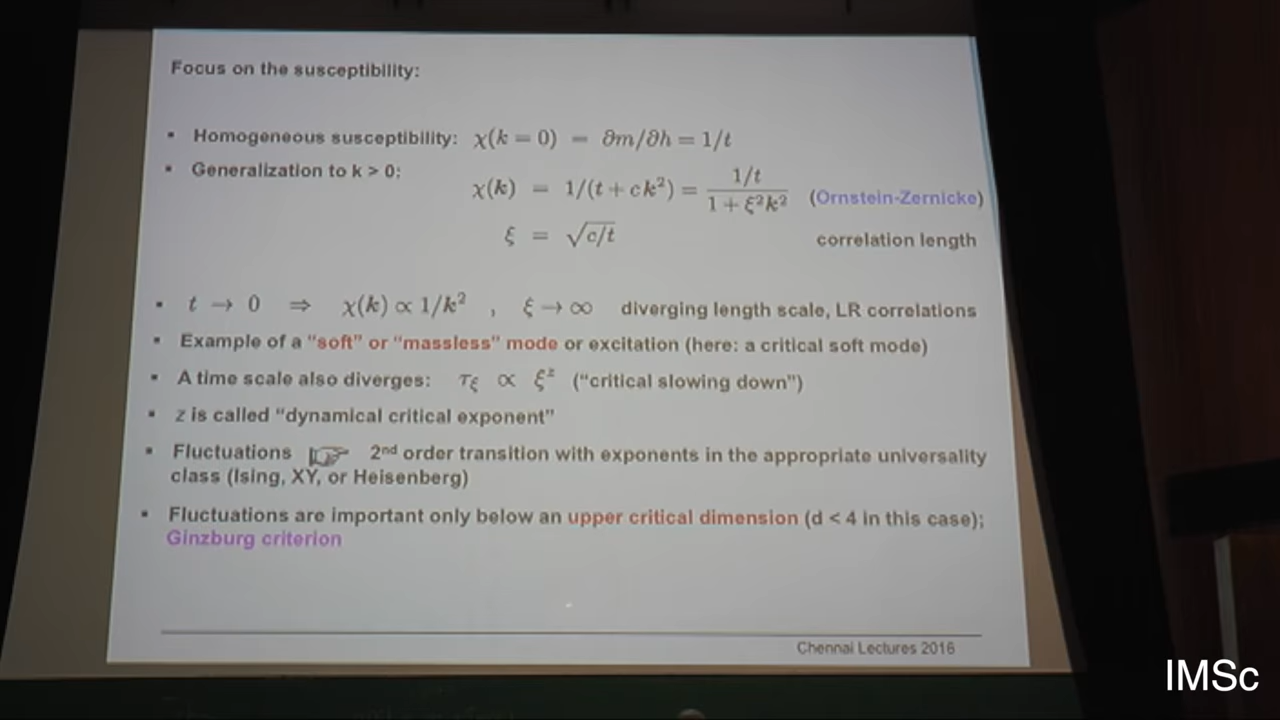 Focus on the susceptibility:
▪ Homogeneous susceptibility: χ(k = 0) = ∂m/∂h = 1/t
▪ Generalization to k > 0:
χ(k) = 1/(t + ck²) = (1/t)/(1 + ξ²k²) (Ornstein-Zernicke)
ξ = √c/t correlation length
▪ t → 0 ⇒ χ(k) ∝ 1/k² , ξ → ∞ diverging length scale, LR correlations
▪ Example of a "soft" or "massless" mode or excitation (here: a critical soft mode)
▪ A time scale also diverges: τ_ξ ∝ ξᶻ ("critical slowing down")
▪ z is called "dynamical critical exponent"
▪ Fluctuations ☞ 2nd order transition with exponents in the appropriate universality
class (Ising, XY, or Heisenberg)
▪ Fluctuations are important only below an upper critical dimension (d < 4 in this case);
Ginzburg criterion
Chennai Lectures 2016
IMSc